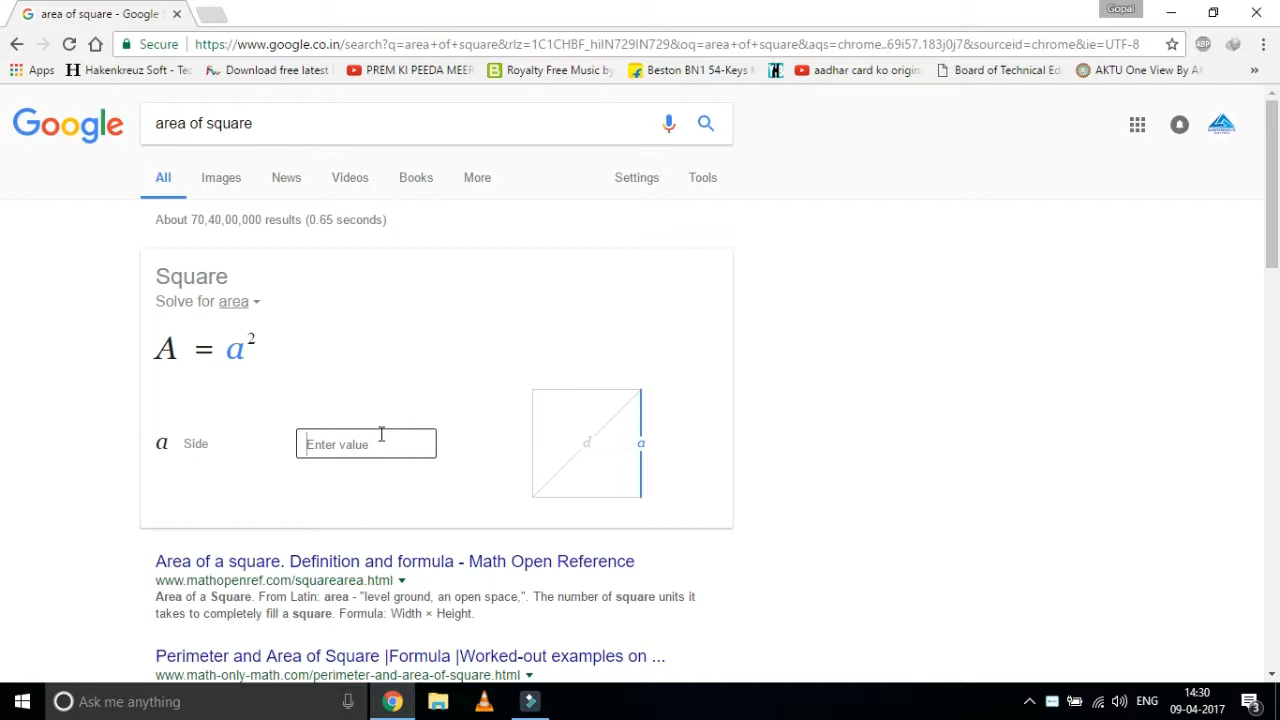 area of square - Google S
Gopal
Secure
https://www.google.co.in/search?q=area+of+square&rlz=1C1CHBF_hiIN729IN729&oq=area+of+square&aqs=chrome..69i57.183j0j7&sourceid=chrome&ie=UTF-8
ABP
Apps
Hakenkreuz Soft - Tec
Download free latest
PREM KI PEEDA MEER
Royalty Free Music by
Beston BN1 54-Keys
aadhar card ko origin
Board of Technical Ed
AKTU One View By AK
»
Google
area of square
All
Images
News
Videos
Books
More
Settings
Tools
About 70,40,00,000 results (0.65 seconds)
Square
Solve for area
A = a²
a Side
Enter value
d
a
Area of a square. Definition and formula - Math Open Reference
www.mathopenref.com/squarearea.html
Area of a Square. From Latin: area - "level ground, an open space,". The number of square units it
takes to completely fill a square. Formula: Width × Height.
Perimeter and Area of Square |Formula |Worked-out examples on ...
www.math-only-math.com/perimeter-and-area-of-square.html
Ask me anything
ENG
14:30
09-04-2017
3